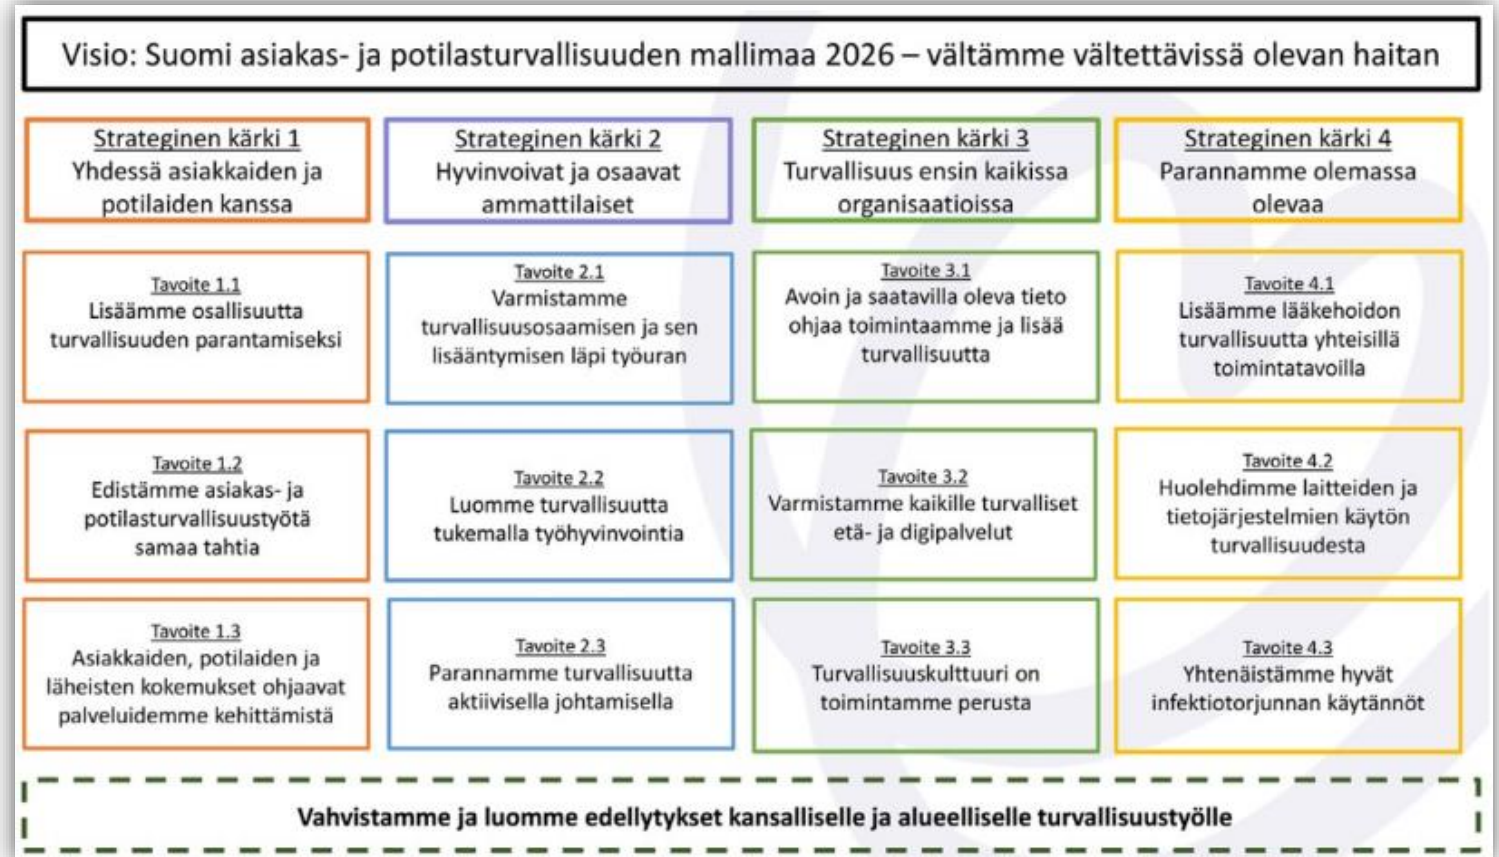 Visio: Suomi asiakas- ja potilasturvallisuuden mallimaa 2026 – vältämme vältettävissä olevan haitan
Strateginen kärki 1
Yhdessä asiakkaiden ja
potilaiden kanssa
Strateginen kärki 2
Hyvinvoivat ja osaavat
ammattilaiset
Strateginen kärki 3
Turvallisuus ensin kaikissa
organisaatioissa
Strateginen kärki 4
Parannamme olemassa
olevaa
Tavoite 1.1
Lisäämme osallisuutta
turvallisuuden parantamiseksi
Tavoite 2.1
Varmistamme
turvallisuusosaamisen ja sen
lisääntymisen läpi työuran
Tavoite 3.1
Avoin ja saatavilla oleva tieto
ohjaa toimintaamme ja lisää
turvallisuutta
Tavoite 4.1
Lisäämme lääkehoidon
turvallisuutta yhteisillä
toimintatavoilla
Tavoite 1.2
Edistämme asiakas- ja
potilasturvallisuustyötä
samaa tahtia
Tavoite 2.2
Luomme turvallisuutta
tukemalla työhyvinvointia
Tavoite 3.2
Varmistamme kaikille turvalliset
etä- ja digipalvelut
Tavoite 4.2
Huolehdimme laitteiden ja
tietojärjestelmien käytön
turvallisuudesta
Tavoite 1.3
Asiakkaiden, potilaiden ja
läheisten kokemukset ohjaavat
palveluidemme kehittämistä
Tavoite 2.3
Parannamme turvallisuutta
aktiivisella johtamisella
Tavoite 3.3
Turvallisuuskulttuuri on
toimintamme perusta
Tavoite 4.3
Yhtenäistämme hyvät
infektiotorjunnan käytännöt
Vahvistamme ja luomme edellytykset kansalliselle ja alueelliselle turvallisuustyölle